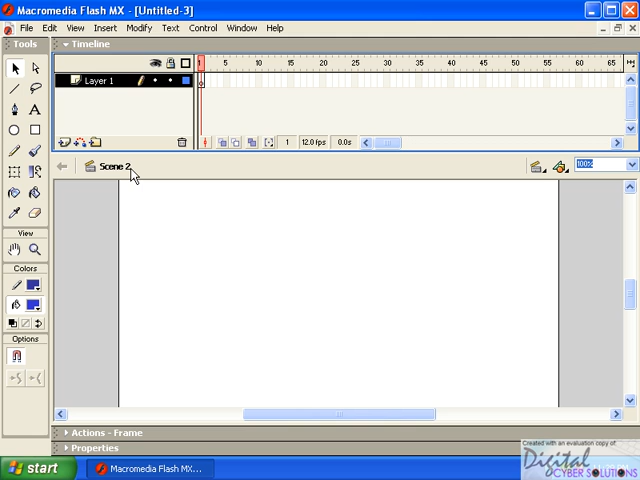 Macromedia Flash MX - [Untitled-3]
File Edit View Insert Modify Text Control Window Help
Tools
Timeline
1 5 10 15 20 25 30 35 40 45 50 55 60 65
Layer 1
1 12.0 fps 0.0s
Scene 2
100%
View
Colors
Options
Actions - Frame
Properties
Created with an evaluation copy of
Digital
CYBER SOLUTIONS
start Macromedia Flash MX...